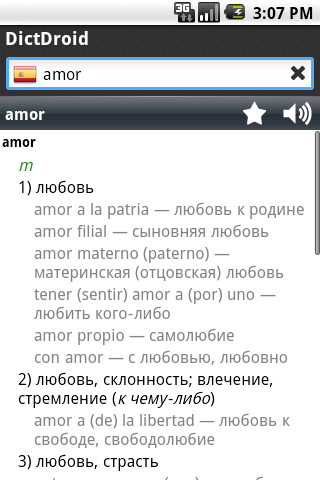 3G 3:07 PM
DictDroid
amor
amor
amor
m
1) любовь
amor a la patria — любовь к родине
amor filial — сыновняя любовь
amor materno (paterno) —
материнская (отцовская) любовь
tener (sentir) amor a (por) uno —
любить кого-либо
amor propio — самолюбие
con amor — с любовью, любовно
2) любовь, склонность; влечение,
стремление (к чему-либо)
amor a (de) la libertad — любовь к
свободе, свободолюбие
3) любовь, страсть